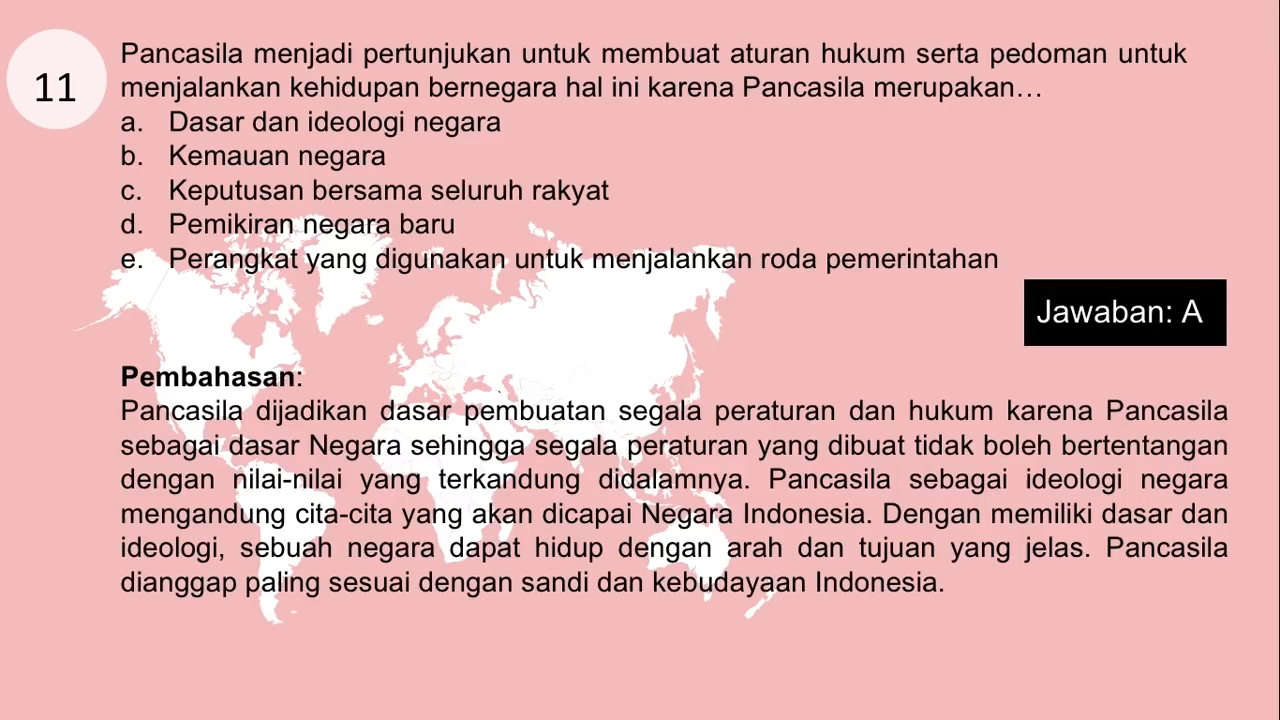 11
Pancasila menjadi pertunjukan untuk membuat aturan hukum serta pedoman untuk
menjalankan kehidupan bernegara hal ini karena Pancasila merupakan…
a. Dasar dan ideologi negara
b. Kemauan negara
c. Keputusan bersama seluruh rakyat
d. Pemikiran negara baru
e. Perangkat yang digunakan untuk menjalankan roda pemerintahan
Jawaban: A
Pembahasan:
Pancasila dijadikan dasar pembuatan segala peraturan dan hukum karena Pancasila
sebagai dasar Negara sehingga segala peraturan yang dibuat tidak boleh bertentangan
dengan nilai-nilai yang terkandung didalamnya. Pancasila sebagai ideologi negara
mengandung cita-cita yang akan dicapai Negara Indonesia. Dengan memiliki dasar dan
ideologi, sebuah negara dapat hidup dengan arah dan tujuan yang jelas. Pancasila
dianggap paling sesuai dengan sandi dan kebudayaan Indonesia.